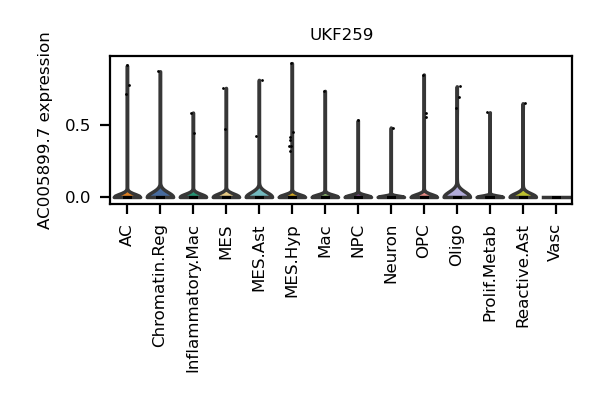 UKF259
AC005899.7 expression
0.5
0.0
AC
Chromatin.Reg
Inflammatory.Mac
MES
MES.Ast
MES.Hyp
Mac
NPC
Neuron
OPC
Oligo
Prolif.Metab
Reactive.Ast
Vasc